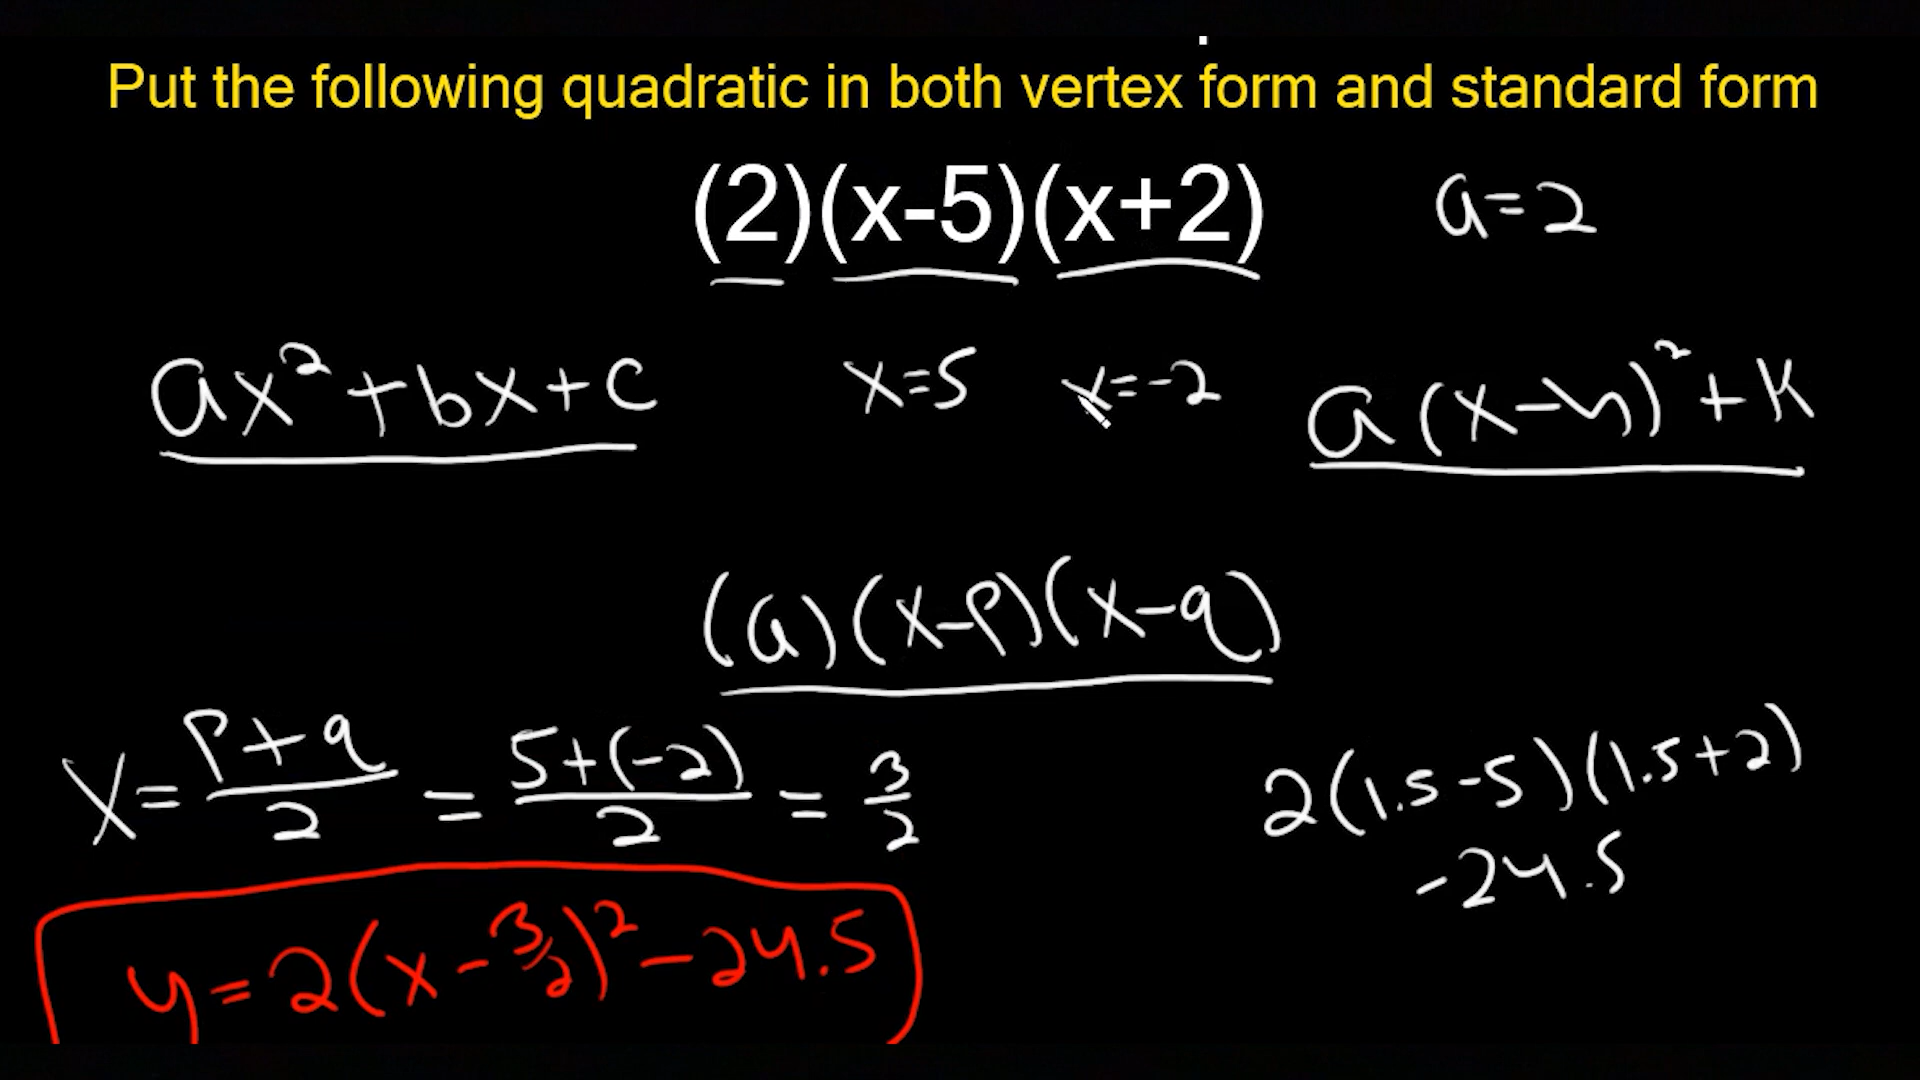 Put the following quadratic in both vertex form and standard form
(2)(x-5)(x+2)
a=2
ax²+bx+c
x=5
x=-2
a(x-h)²+k
(a)(x-p)(x-q)
x=p+q/2 = 5+(-2)/2 = 3/2
2(1.5-5)(1.5+2)
-24.5
y=2(x-3/2)²-24.5